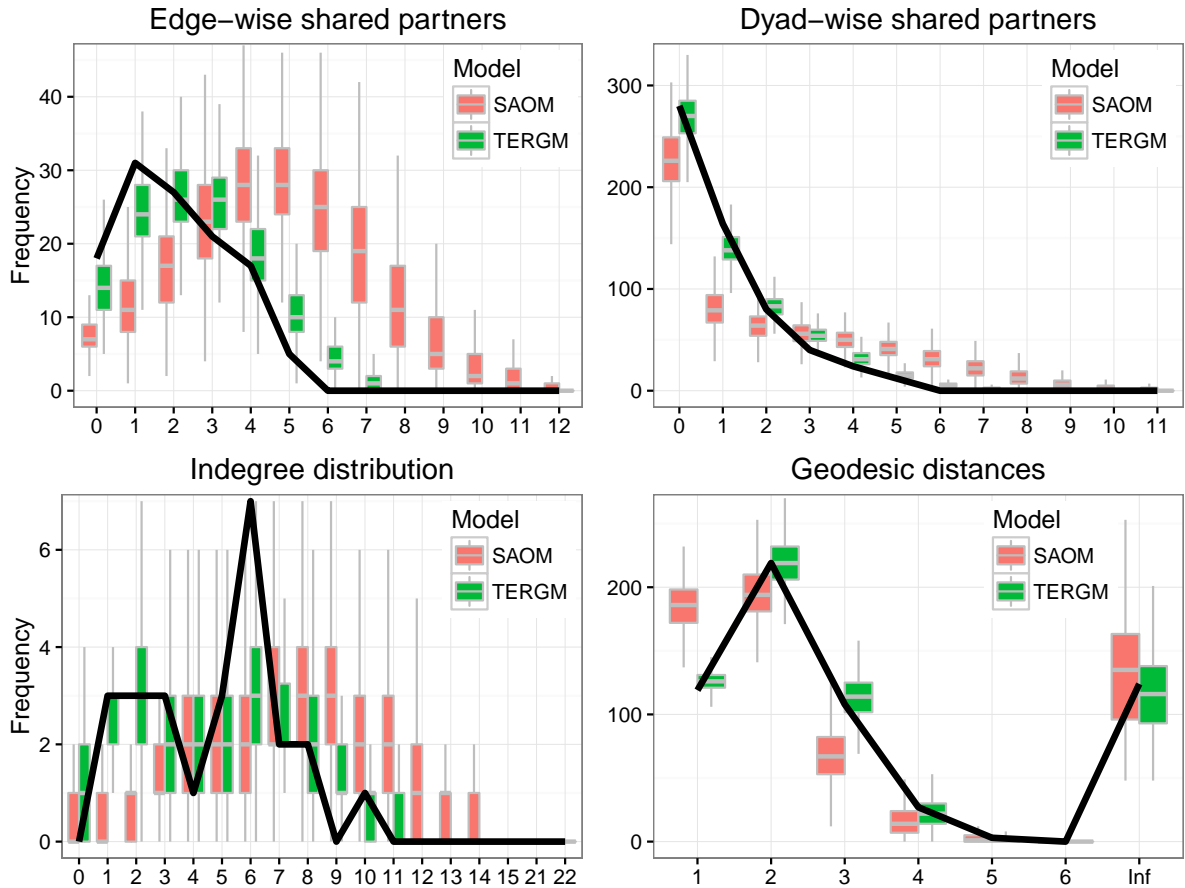 Edge−wise shared partners
Frequency
40
30
20
10
0
0 1 2 3 4 5 6 7 8 9 10 11 12
Model
SAOM
TERGM
Dyad−wise shared partners
300
200
100
0
0 1 2 3 4 5 6 7 8 9 10 11
Model
SAOM
TERGM
Indegree distribution
Frequency
6
4
2
0
0 1 2 3 4 5 6 7 8 9 10 11 12 13 14 15 21 22
Model
SAOM
TERGM
Geodesic distances
200
100
0
1 2 3 4 5 6 Inf
Model
SAOM
TERGM